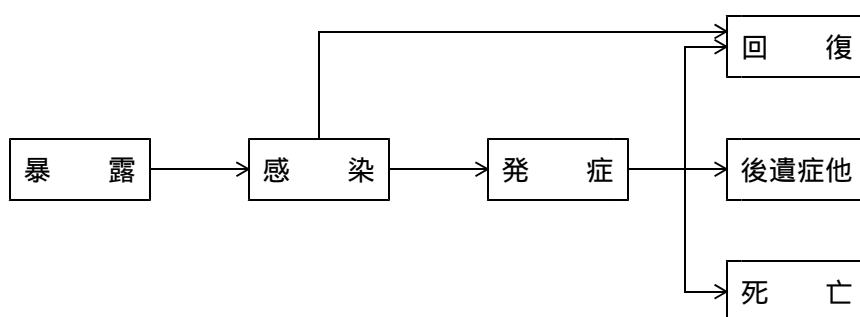 回　　復
暴　　露
感　　染
発　　症
後遺症他
死　　亡